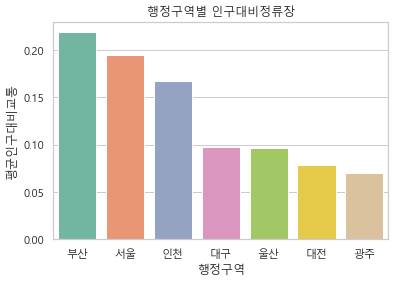 행정구역별 인구대비정류장
평균인구대비교통
0.20
0.15
0.10
0.05
0.00
부산 서울 인천 대구 울산 대전 광주
행정구역